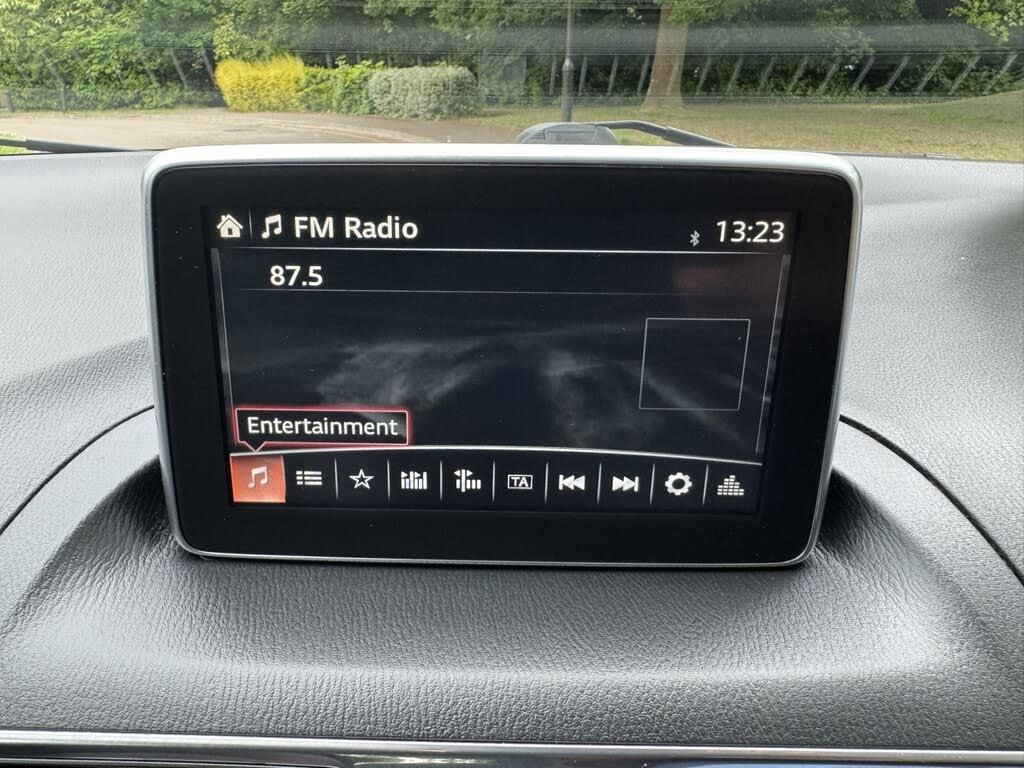 FM Radio 13:23
87.5
Entertainment
TA